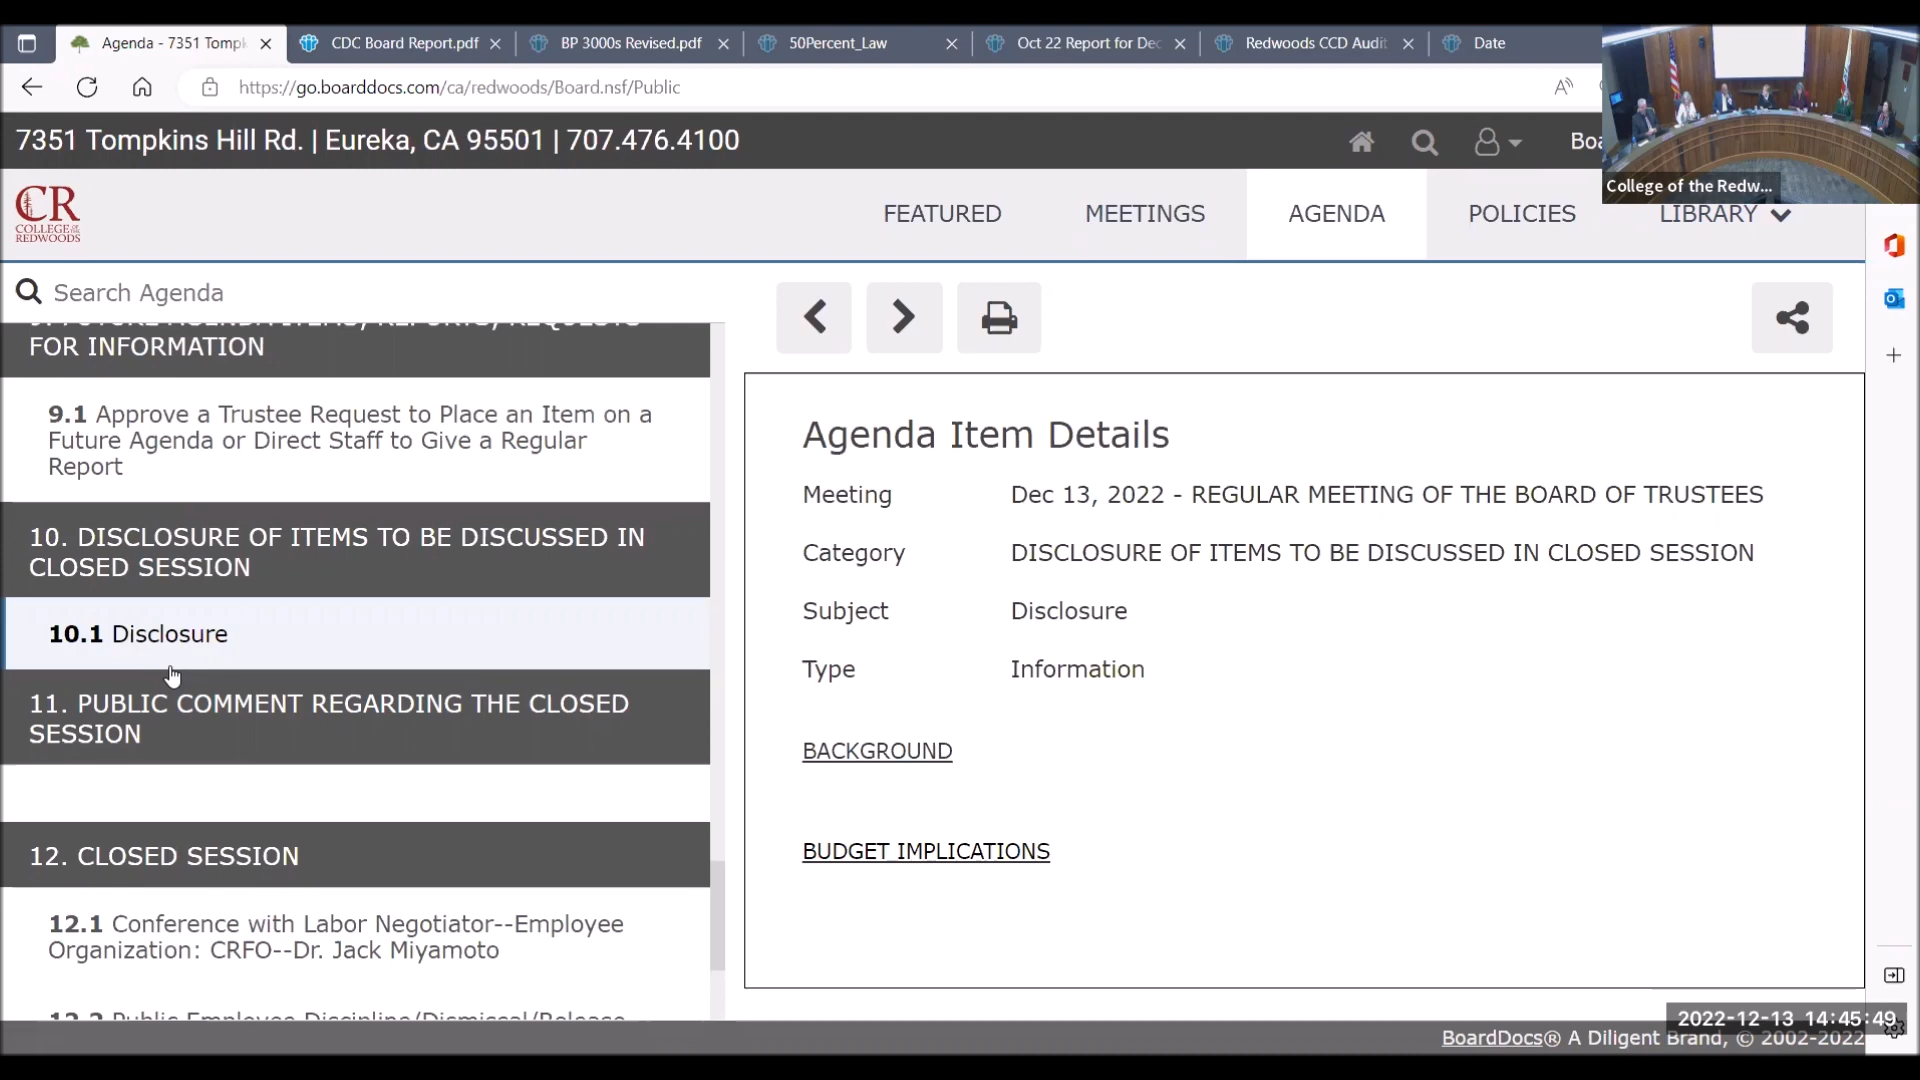 Agenda - 7351 Tompk
CDC Board Report.pdf
BP 3000s Revised.pdf
50Percent_Law
Oct 22 Report for Dec
Redwoods CCD Audit
Date
https://go.boarddocs.com/ca/redwoods/Board.nsf/Public
7351 Tompkins Hill Rd. | Eureka, CA 95501 | 707.476.4100
College of the Redw...
CR
COLLEGE OF THE
REDWOODS
FEATURED
MEETINGS
AGENDA
POLICIES
LIBRARY
Search Agenda
FOR INFORMATION
9.1 Approve a Trustee Request to Place an Item on a
Future Agenda or Direct Staff to Give a Regular
Report
10. DISCLOSURE OF ITEMS TO BE DISCUSSED IN
CLOSED SESSION
10.1 Disclosure
11. PUBLIC COMMENT REGARDING THE CLOSED
SESSION
12. CLOSED SESSION
12.1 Conference with Labor Negotiator--Employee
Organization: CRFO--Dr. Jack Miyamoto
12.2 Public Employee Discipline/Dismissal/Release
Agenda Item Details
Meeting Dec 13, 2022 - REGULAR MEETING OF THE BOARD OF TRUSTEES
Category DISCLOSURE OF ITEMS TO BE DISCUSSED IN CLOSED SESSION
Subject Disclosure
Type Information
BACKGROUND
BUDGET IMPLICATIONS
2022-12-13 14:45:49
BoardDocs® A Diligent Brand, © 2002-2022